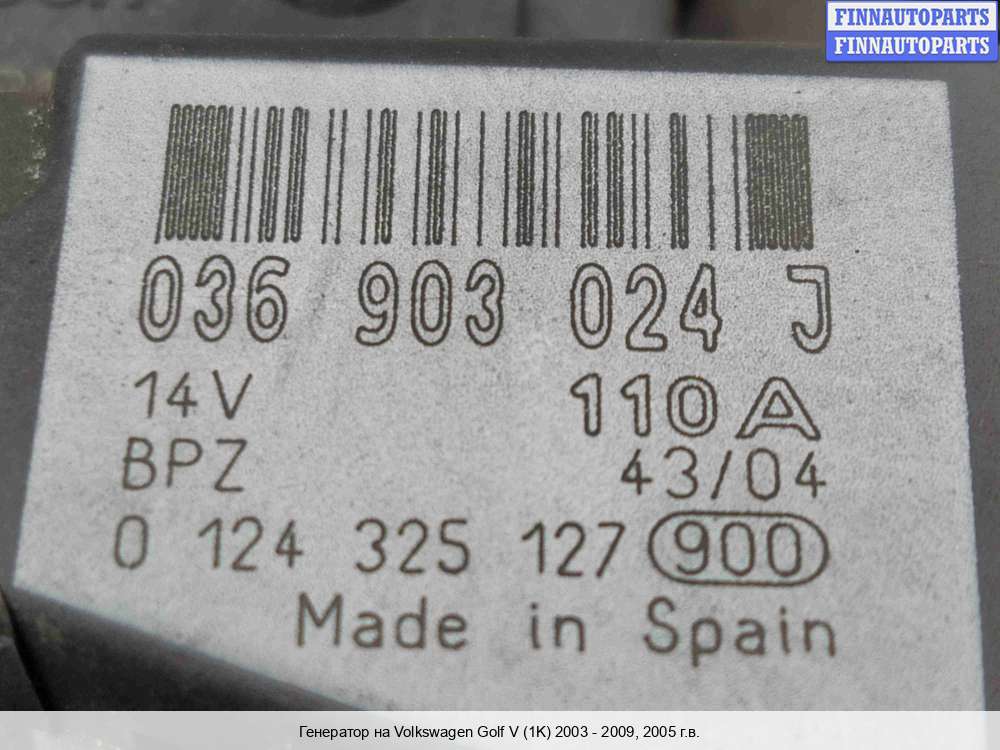 FINNAUTOPARTS
FINNAUTOPARTS
036 903 024 J
14V 110A
BPZ 43/04
0 124 325 127 900
Made in Spain
Генератор на Volkswagen Golf V (1K) 2003 - 2009, 2005 г.в.